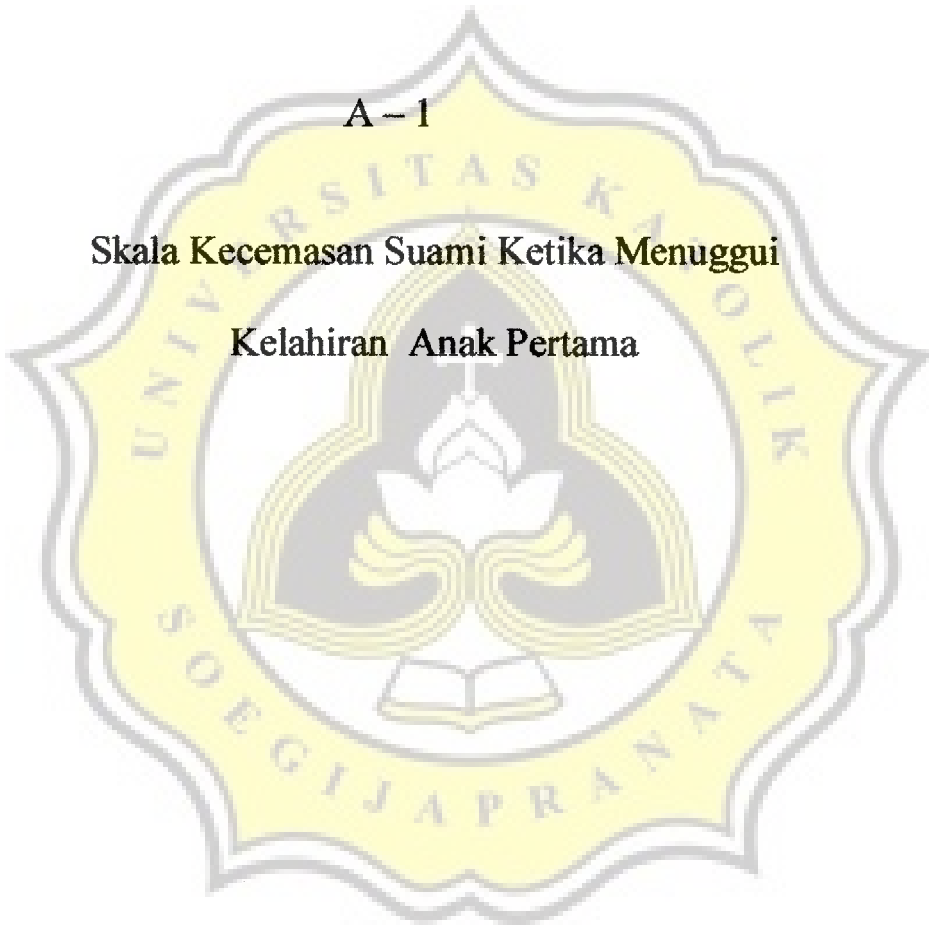 A – 1
Skala Kecemasan Suami Ketika Menuggui
Kelahiran Anak Pertama
UNIVERSITAS KATOLIK
SOEGIJAPRANATA